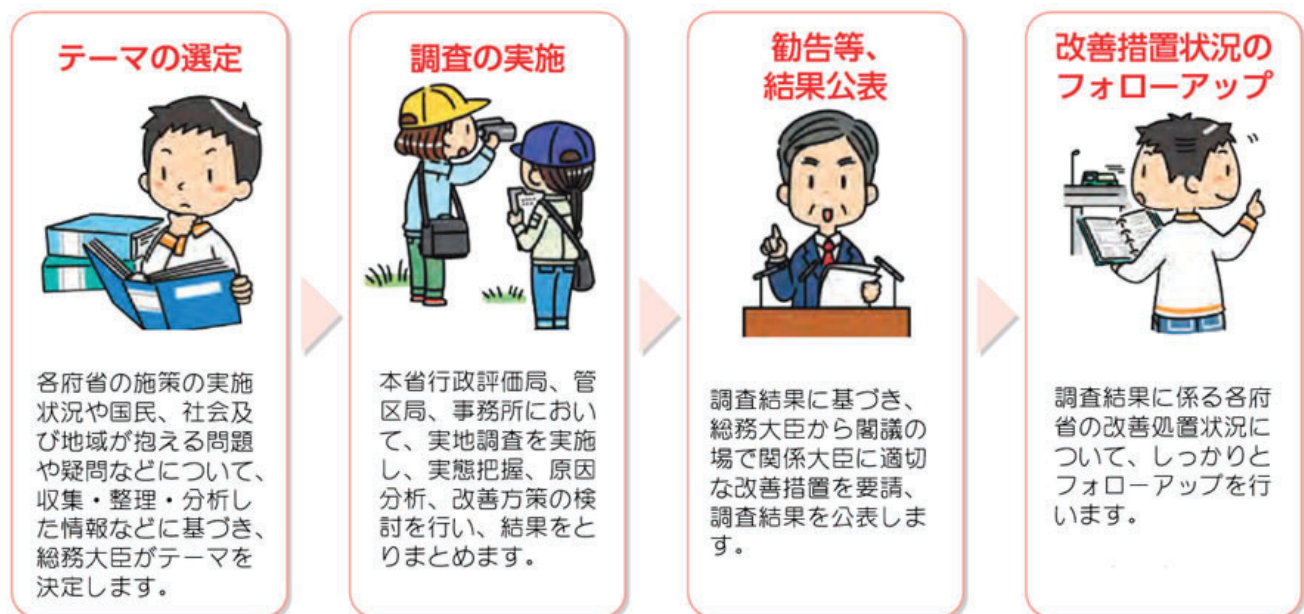 テーマの選定
各府省の施策の実施
状況や国民、社会及
び地域が抱える問題
や疑問などについて、
収集・整理・分析し
た情報などに基づき、
総務大臣がテーマを
決定します。
調査の実施
本省行政評価局、管
区局、事務所におい
て、実地調査を実施
し、実態把握、原因
分析、改善方策の検
討を行い、結果をと
りまとめます。
勧告等、
結果公表
調査結果に基づき、
総務大臣から閣議の
場で関係大臣に適切
な改善措置を要請、
調査結果を公表しま
す。
改善措置状況の
フォローアップ
調査結果に係る各府
省の改善処置状況に
ついて、しっかりと
フォローアップを行
います。